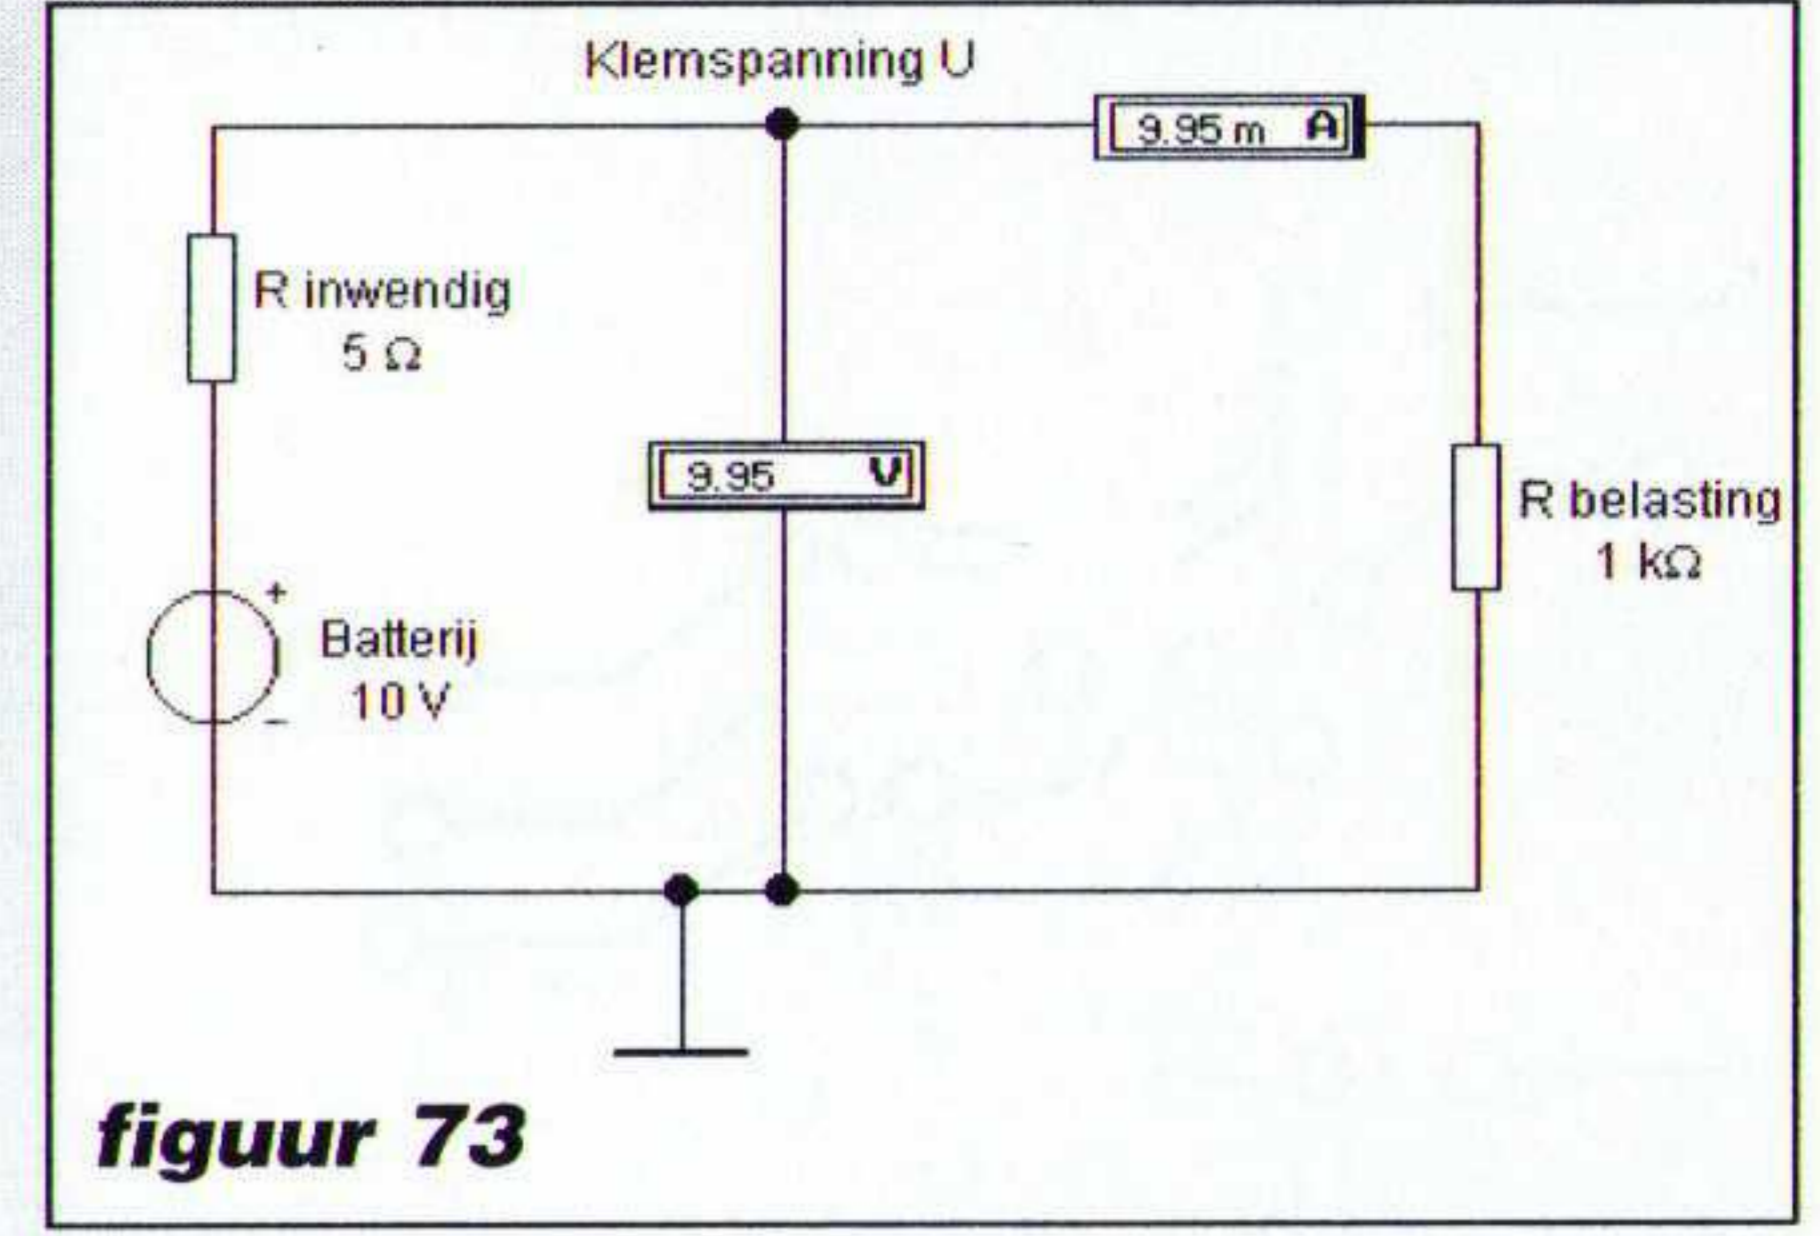 Klemspanning U
9.95 m A
R inwendig
5 Ω
9.95 V
R belasting
1 kΩ
+
Batterij
10 V
−
figuur 73